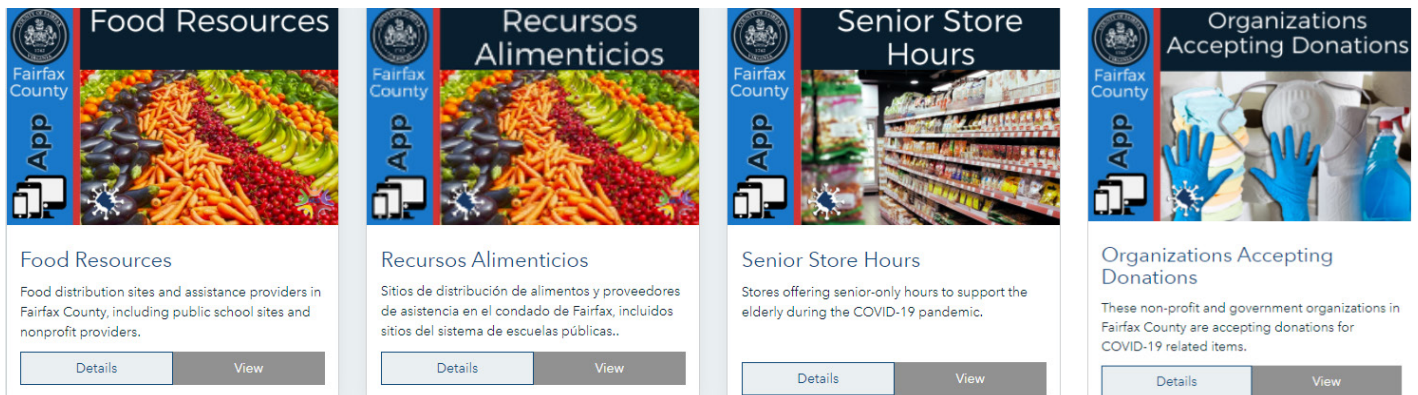 Food Resources
Fairfax
County
App
Food Resources
Food distribution sites and assistance providers in
Fairfax County, including public school sites and
nonprofit providers.
Details
View
Recursos
Alimenticios
Fairfax
County
App
Recursos Alimenticios
Sitios de distribución de alimentos y proveedores
de asistencia en el condado de Fairfax, incluidos
sitios del sistema de escuelas públicas..
Details
View
Senior Store
Hours
Fairfax
County
App
Senior Store Hours
Stores offering senior-only hours to support the
elderly during the COVID-19 pandemic.
Details
View
Organizations
Accepting Donations
Fairfax
County
App
Organizations Accepting
Donations
These non-profit and government organizations in
Fairfax County are accepting donations for
COVID-19 related items.
Details
View